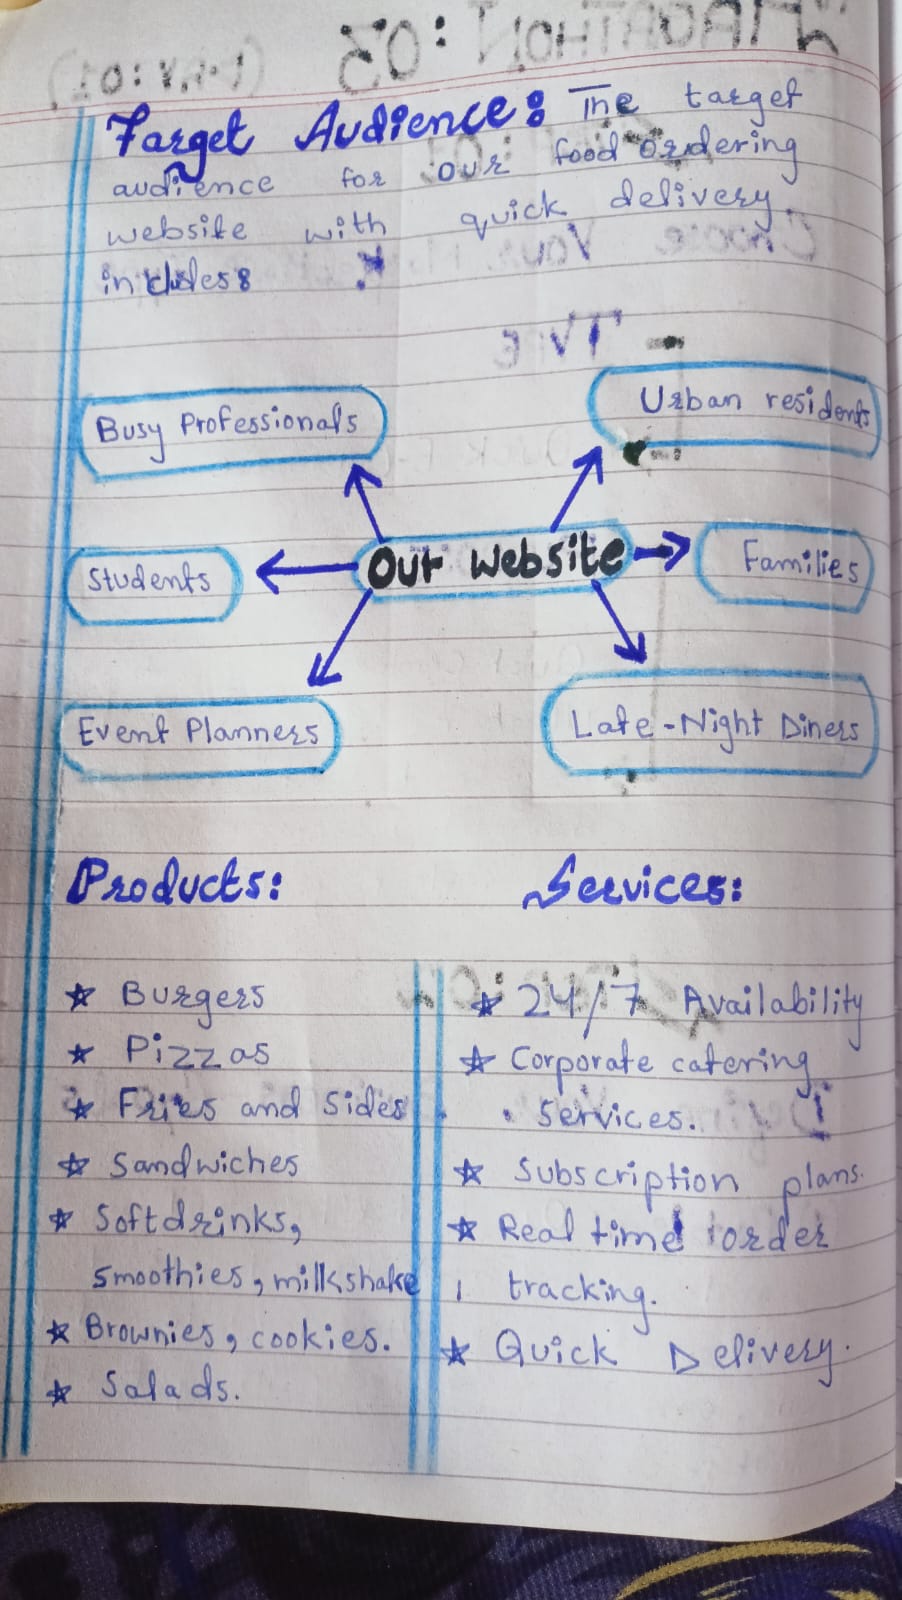 Target Audience: The target
audience for our food ordering
website with quick delivery
includes:
Busy Professionals
Urban residents
Students
Our Website
Families
Event Planners
Late-Night Diners
Products:
Services:
Burgers
Pizzas
Fries and Sides
Sandwiches
Softdrinks,
smoothies, milkshake
Brownies, cookies.
Salads.
24/7 Availability
Corporate catering
services.
Subscription plans.
Real time order
tracking.
Quick Delivery.